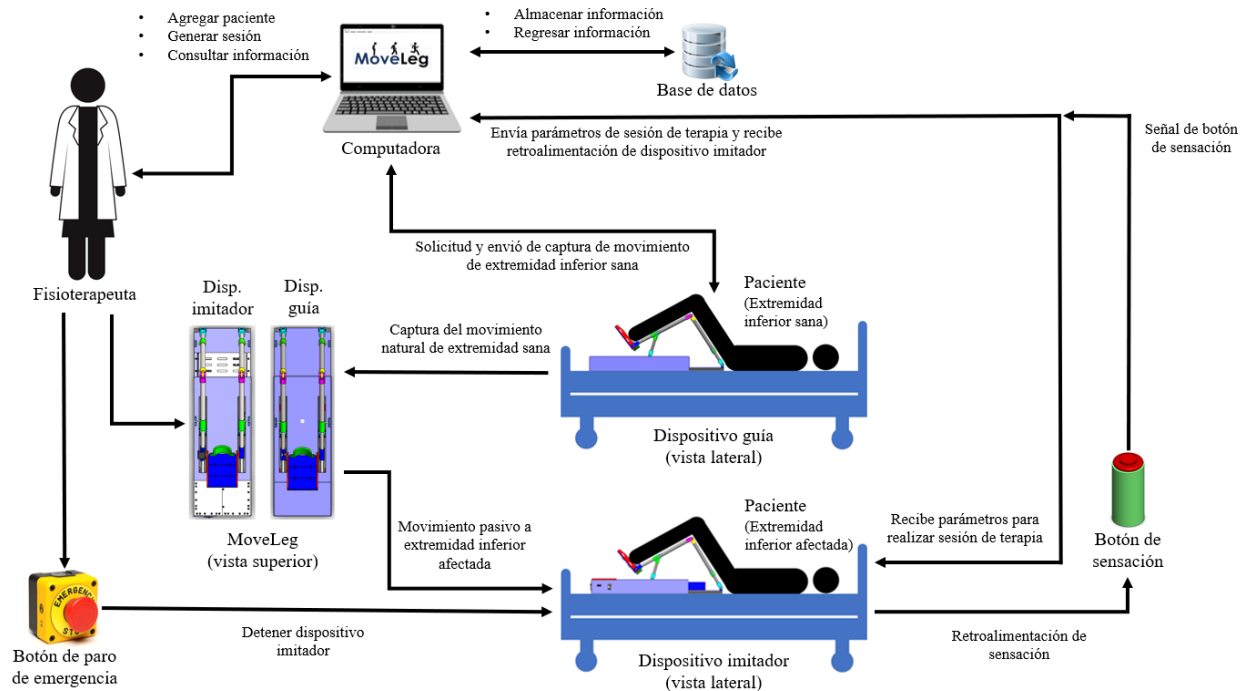 • Agregar paciente
• Generar sesión
• Consultar información
• Almacenar información
• Regresar información
MoveLeg
Base de datos
Computadora
Envía parámetros de sesión de terapia y recibe
retroalimentación de dispositivo imitador
Señal de botón
de sensación
Solicitud y envió de captura de movimiento
de extremidad inferior sana
Fisioterapeuta
Disp.
imitador
Disp.
guía
Paciente
(Extremidad
inferior sana)
Captura del movimiento
natural de extremidad sana
Dispositivo guía
(vista lateral)
MoveLeg
(vista superior)
Movimiento pasivo a
extremidad inferior
afectada
Paciente
(Extremidad
inferior afectada)
Recibe parámetros para
realizar sesión de terapia
Botón de
sensación
EMERGENCY
STOP
Botón de paro
de emergencia
Detener dispositivo
imitador
Dispositivo imitador
(vista lateral)
Retroalimentación de
sensación